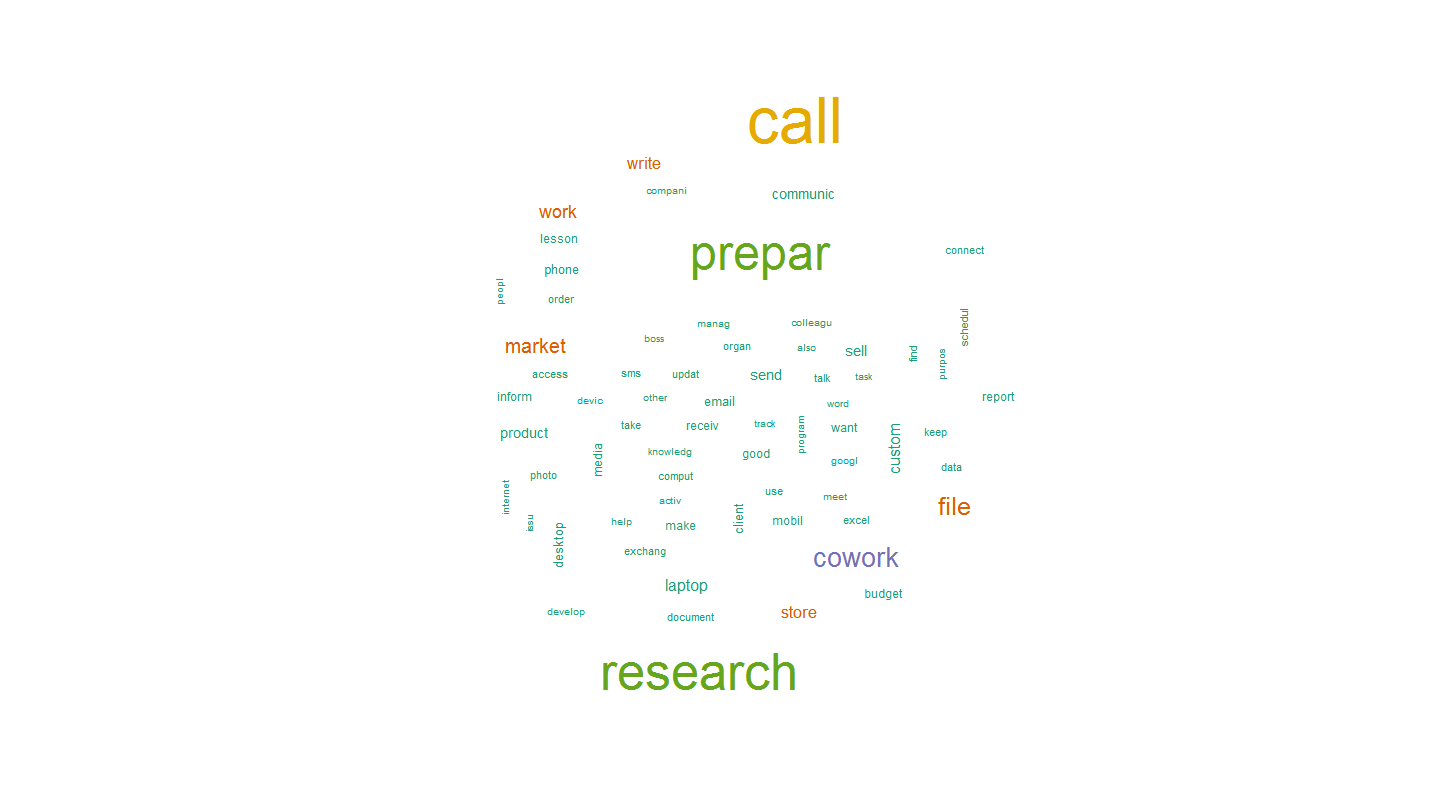 call
write
compani
communic
work
lesson
prepar
connect
phone
peopl
order
manag
colleagu
schedul
boss
market
organ
also
sell
find
purpos
access
sms
updat
send
talk
task
inform
devic
other
email
word
report
take
receiv
track
program
want
custom
keep
product
media
knowledg
good
googl
data
photo
comput
internet
activ
use
meet
file
issu
help
make
client
mobil
excel
desktop
exchang
cowork
laptop
budget
develop
document
store
research